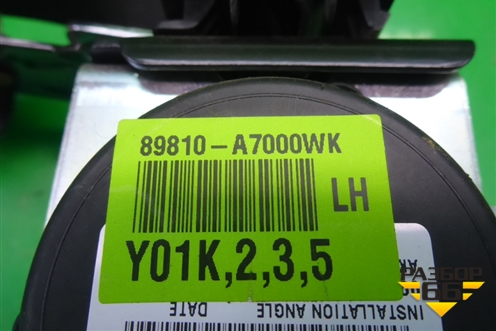 89810-A7000WK
LH
Y01K,2,3,5
INSTALLATION ANGLE
DATE
РАЗБОР
66